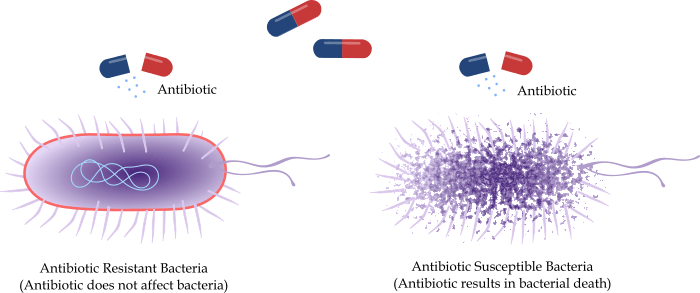 Antibiotic
Antibiotic
Antibiotic Resistant Bacteria
(Antibiotic does not affect bacteria)
Antibiotic Susceptible Bacteria
(Antibiotic results in bacterial death)